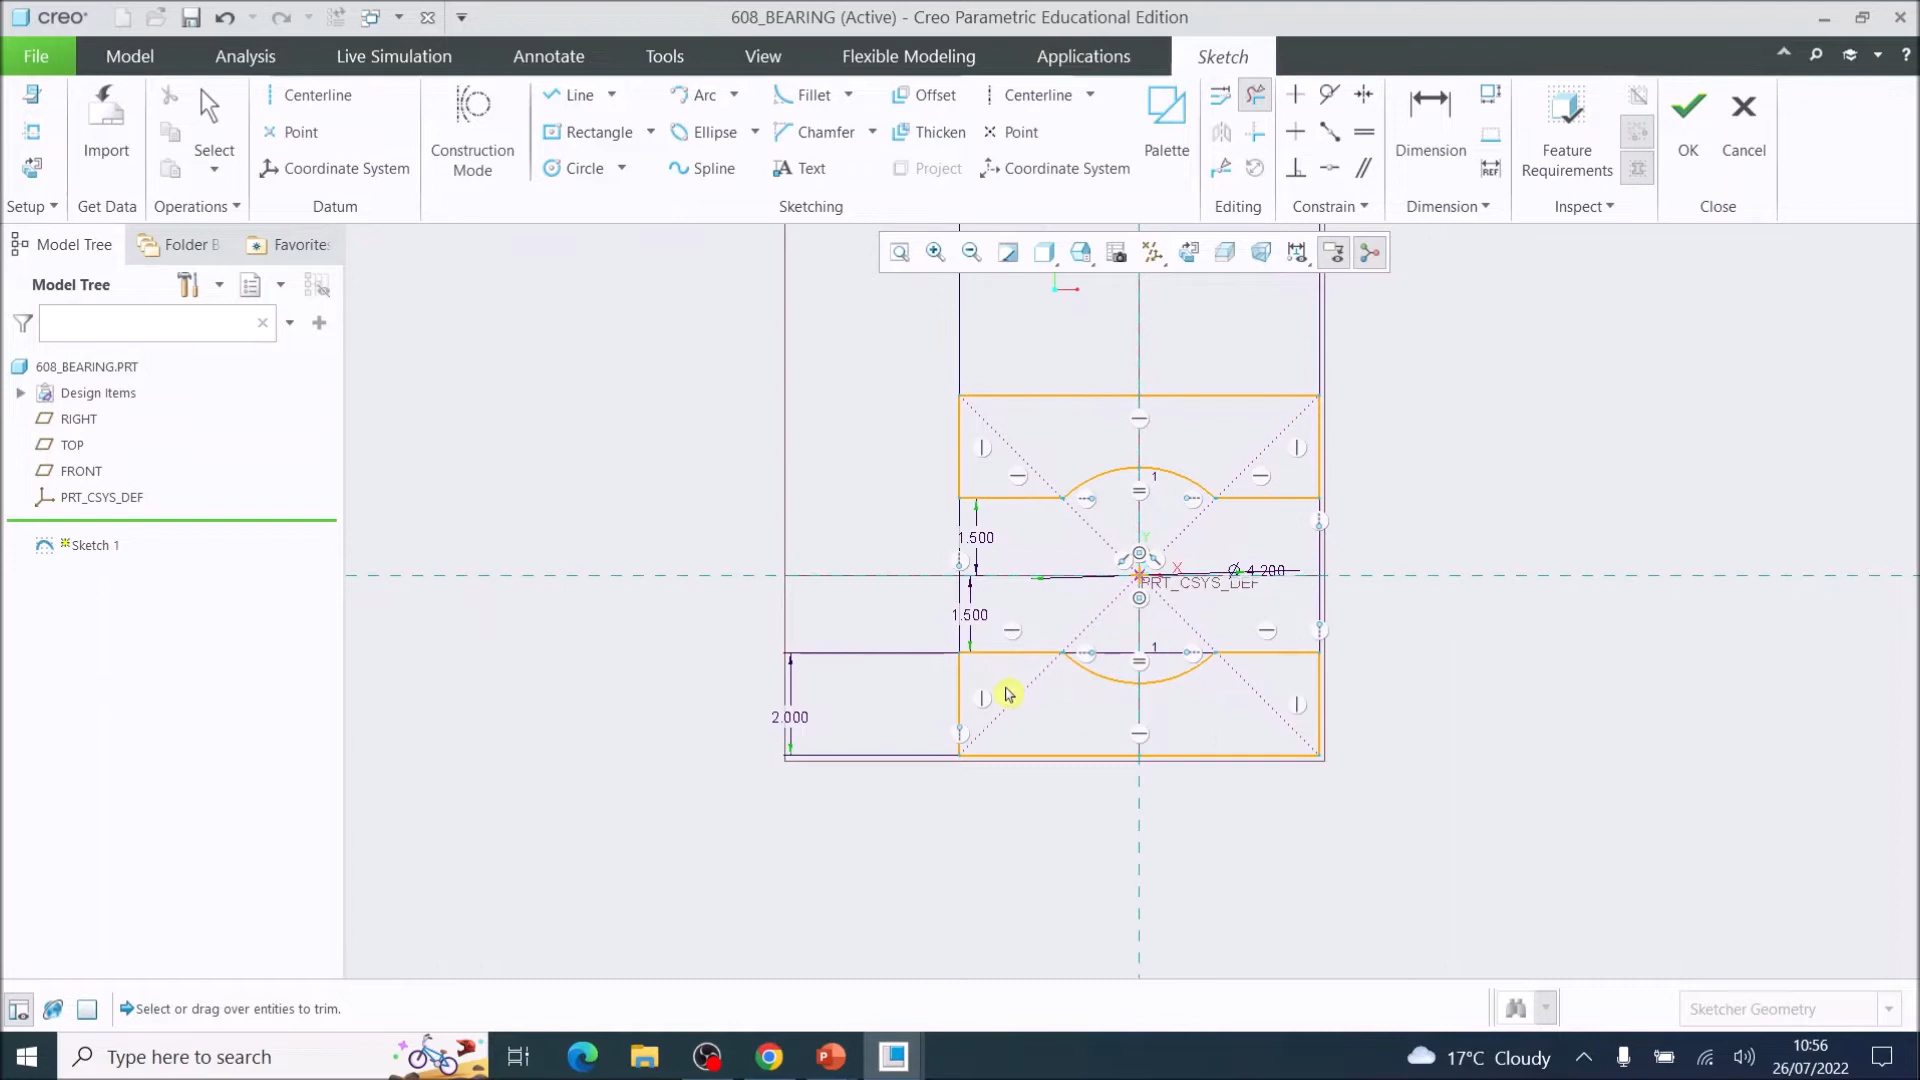 creo
608_BEARING (Active) - Creo Parametric Educational Edition
File
Model
Analysis
Live Simulation
Annotate
Tools
View
Flexible Modeling
Applications
Sketch
?
Import
Select
Centerline
Point
Coordinate System
Construction
Mode
Line
Rectangle
Circle
Arc
Ellipse
Spline
Fillet
Chamfer
Text
Offset
Thicken
Project
Centerline
Point
Coordinate System
Palette
Dimension
REF
Feature
Requirements
OK
Cancel
Setup
Get Data
Operations
Datum
Sketching
Editing
Constrain
Dimension
Inspect
Close
Model Tree
Folder B
Favorites
Model Tree
608_BEARING.PRT
Design Items
RIGHT
TOP
FRONT
PRT_CSYS_DEF
Sketch 1
1
1.500
Y
X
Ø 4.200
PRT_CSYS_DEF
1.500
1
2.000
Select or drag over entities to trim.
Sketcher Geometry
Type here to search
17°C Cloudy
10:56
26/07/2022